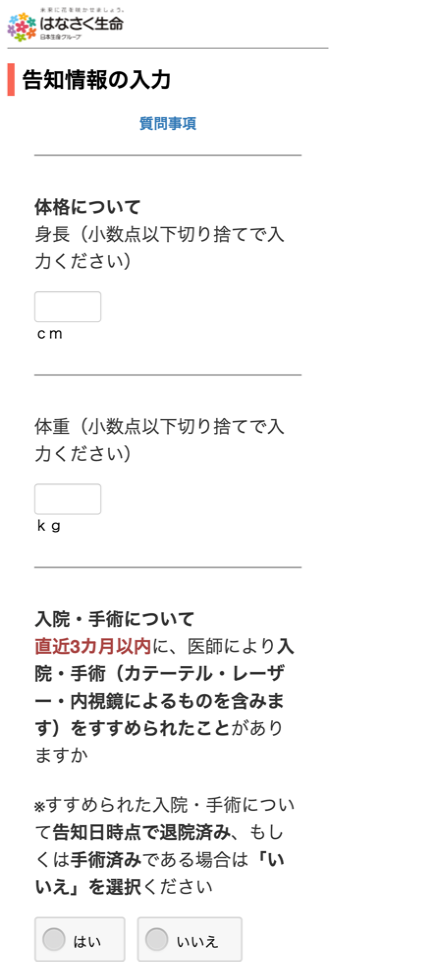 未来に花を咲かせましょう。
はなさく生命
日本生命グループ
告知情報の入力
質問事項
体格について
身長（小数点以下切り捨てで入
力ください）
ｃｍ
体重（小数点以下切り捨てで入
力ください）
ｋｇ
入院・手術について
直近3カ月以内に、医師により入
院・手術（カテーテル・レーザ
ー・内視鏡によるものを含みま
す）をすすめられたことがあり
ますか
※すすめられた入院・手術につい
て告知日時点で退院済み、もし
くは手術済みである場合は「い
いえ」を選択ください
はい　いいえ